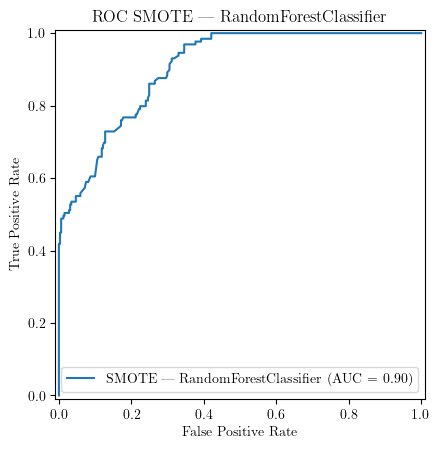 ROC SMOTE — RandomForestClassifier
1.0
0.8
0.6
0.4
0.2
0.0
True Positive Rate
SMOTE — RandomForestClassifier (AUC = 0.90)
0.0 0.2 0.4 0.6 0.8 1.0
False Positive Rate